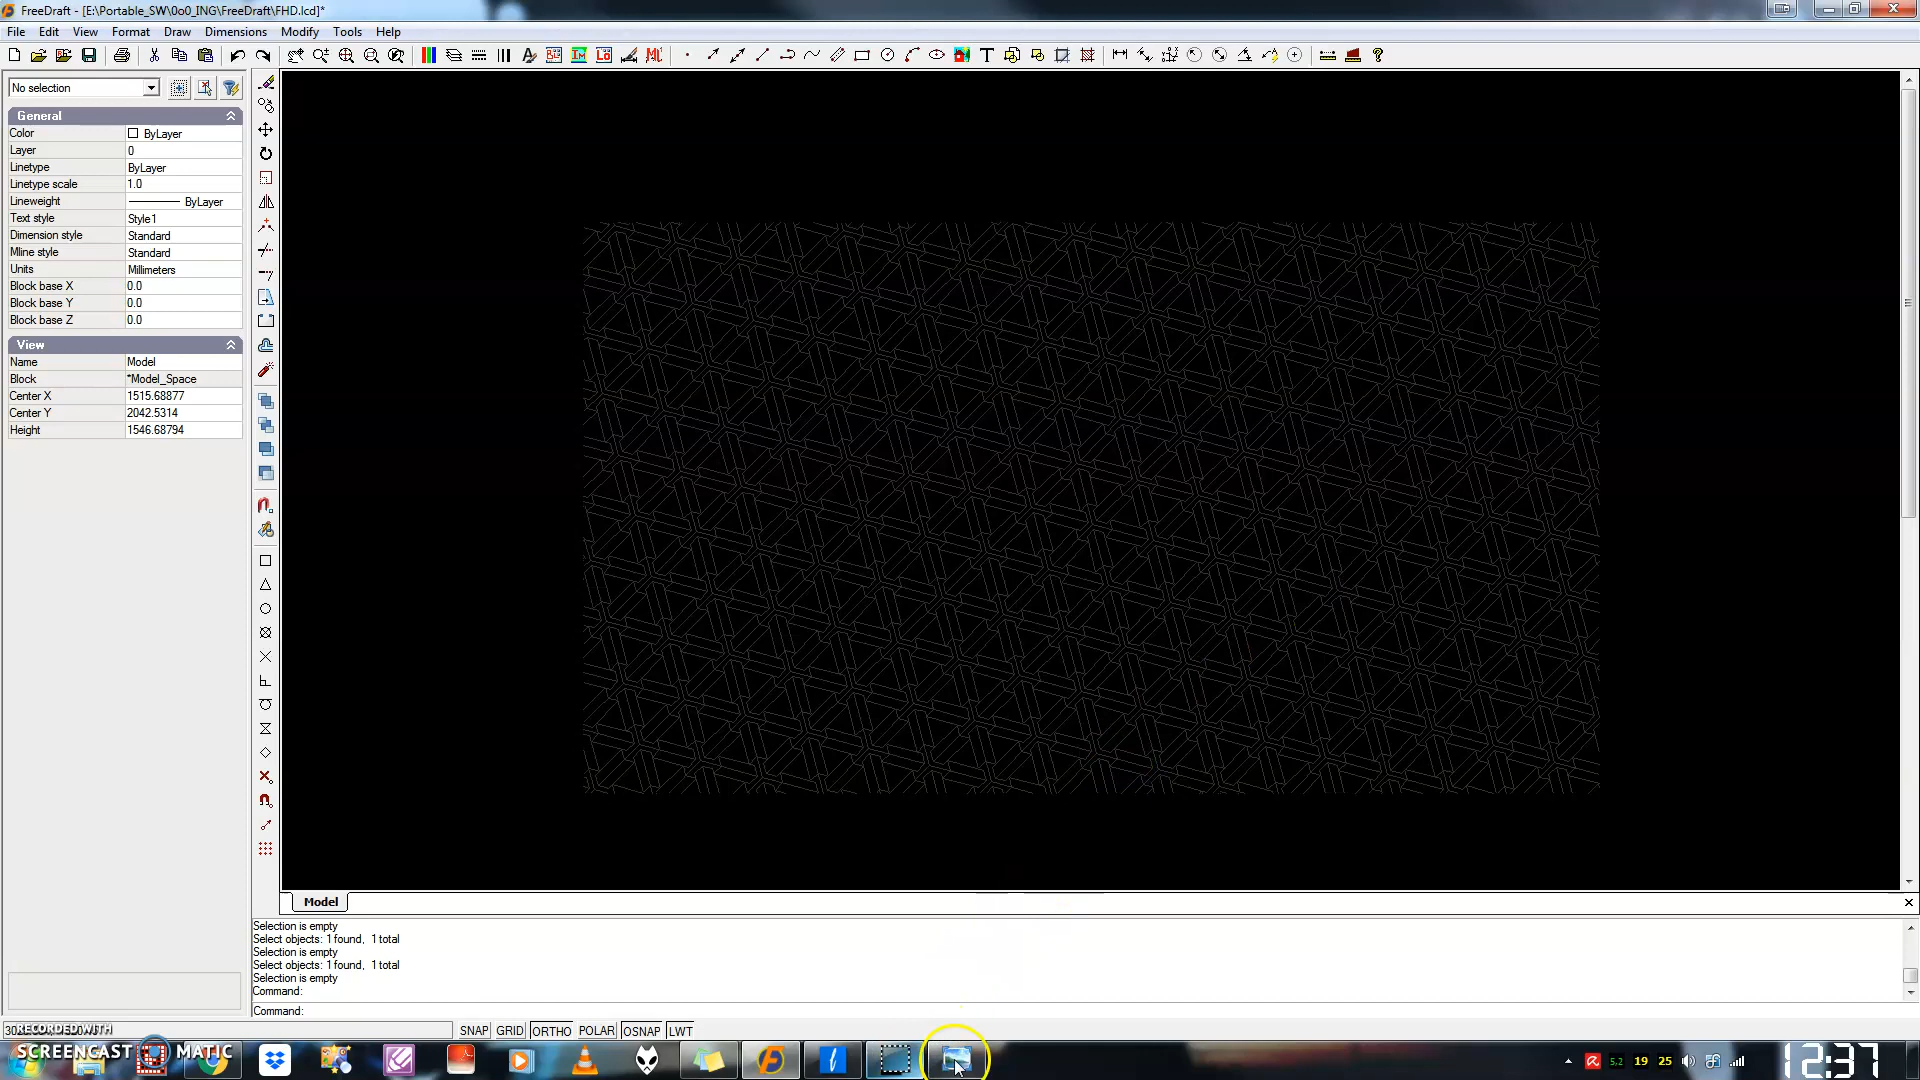 FreeDraft - [E:\Portable_SW\0o0_ING\FreeDraft\FHD.lcd]*
File Edit View Format Draw Dimensions Modify Tools Help
No selection
General
Color ByLayer
Layer 0
Linetype ByLayer
Linetype scale 1.0
Lineweight ByLayer
Text style Style1
Dimension style Standard
Mline style Standard
Units Millimeters
Block base X 0.0
Block base Y 0.0
Block base Z 0.0
View
Name Model
Block *Model_Space
Center X 1515.68877
Center Y 2042.5314
Height 1546.68794
Model
Selection is empty
Select objects: 1 found, 1 total
Selection is empty
Select objects: 1 found, 1 total
Selection is empty
Command:
Command:
SNAP GRID ORTHO POLAR OSNAP LWT
RECORDED WITH
SCREENCAST MATIC
5.2 19 25 12:37